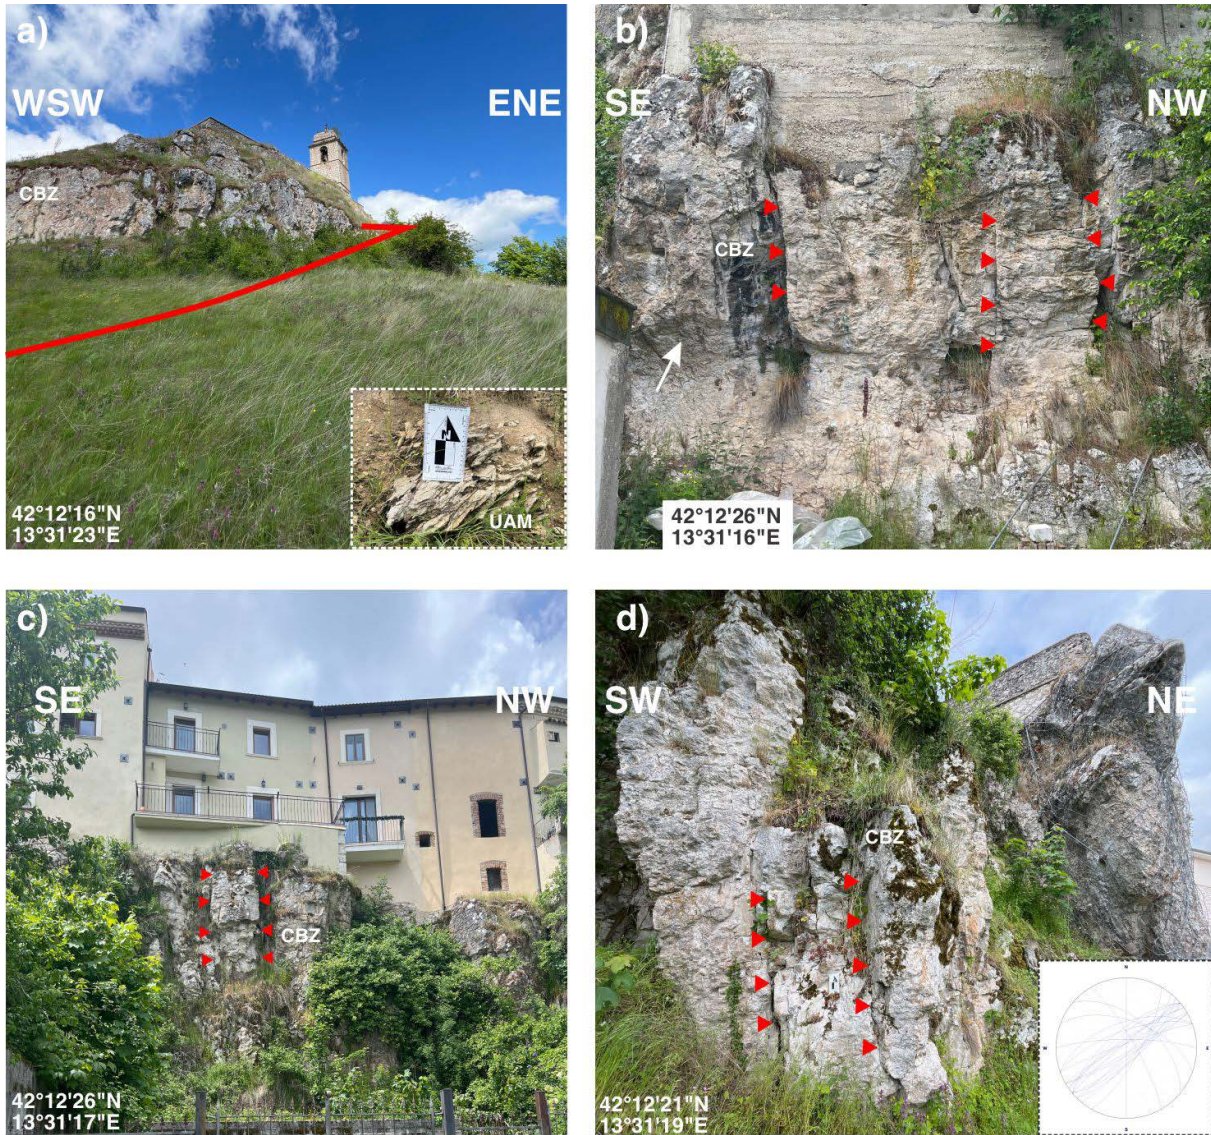 a)
WSW
ENE
CBZ
N
UAM
42°12'16"N
13°31'23"E
b)
SE
NW
CBZ
42°12'26"N
13°31'16"E
c)
SE
NW
CBZ
42°12'26"N
13°31'17"E
d)
SW
NE
CBZ
42°12'21"N
13°31'19"E